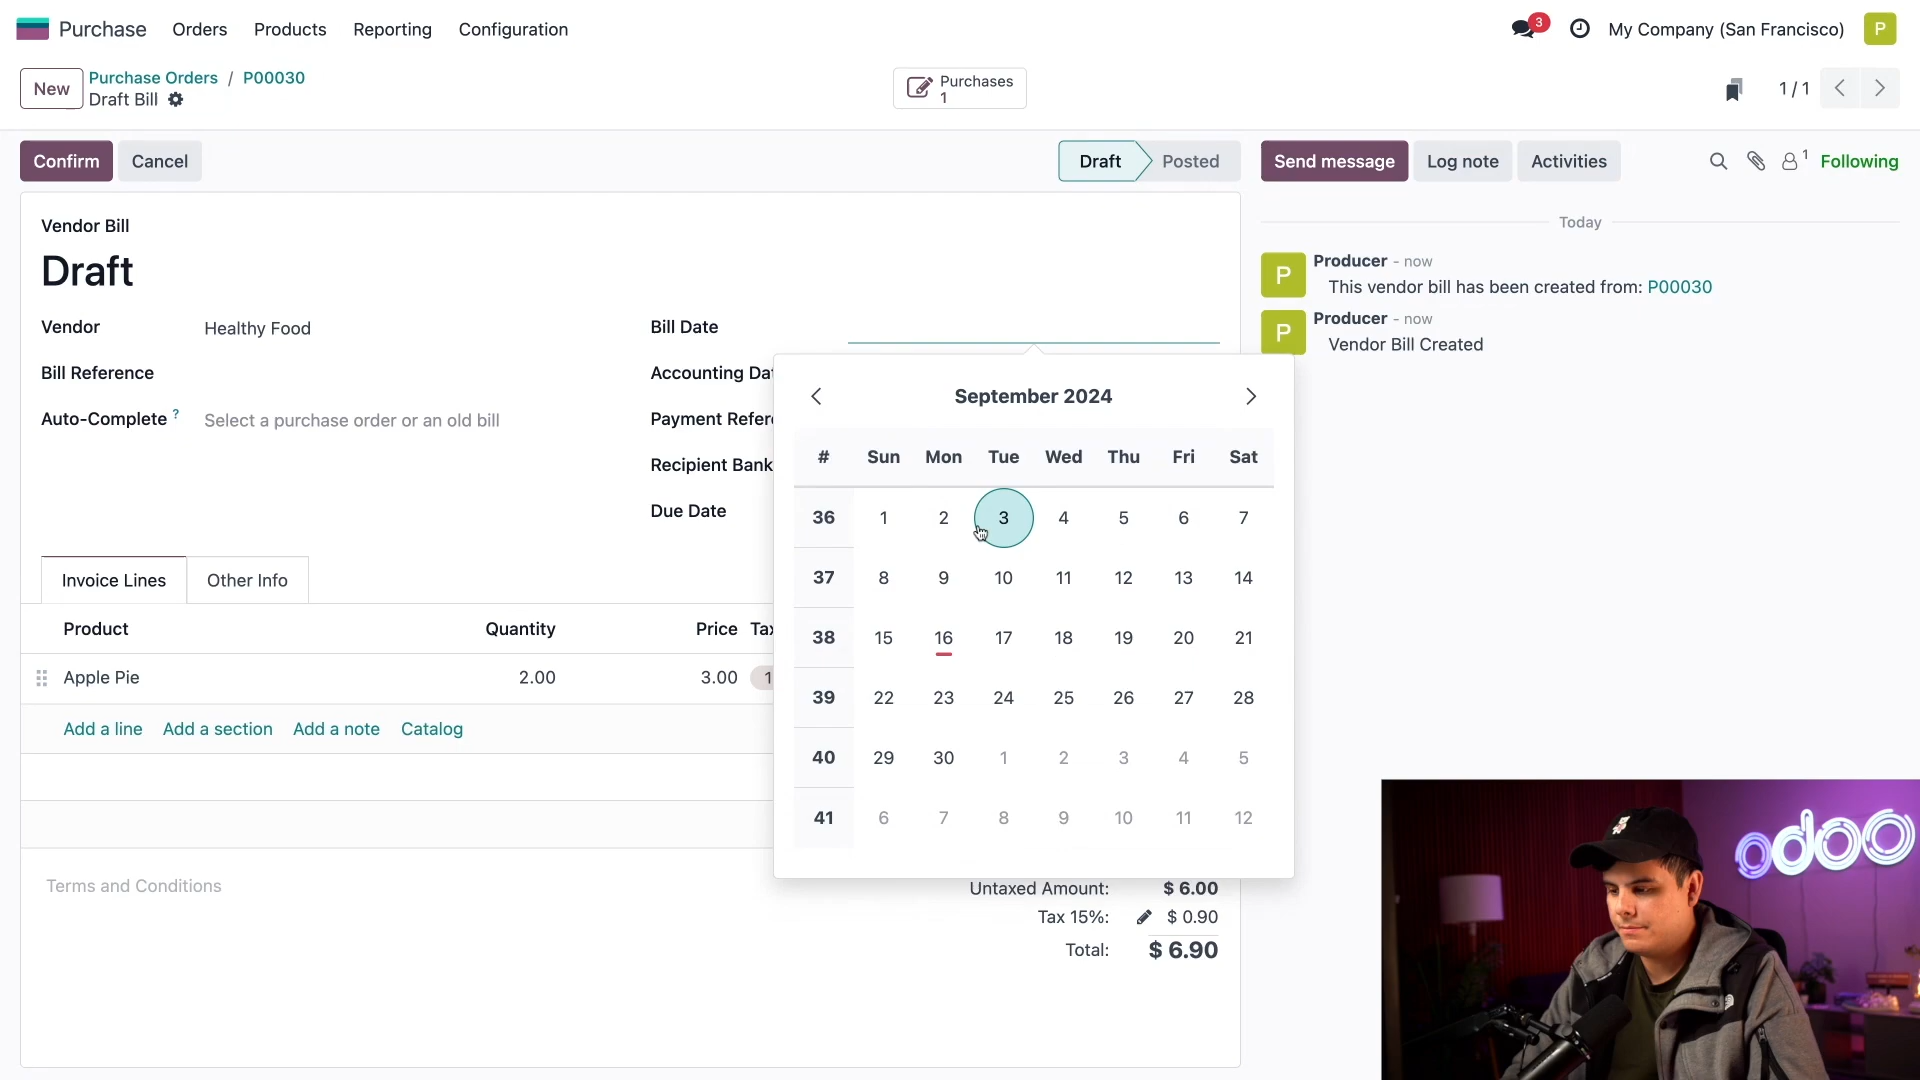 Purchase Orders Products Reporting Configuration 3 My Company (San Francisco) P
New Purchase Orders / P00030 Draft Bill
Purchases 1
1 / 1
Confirm Cancel Draft Posted Send message Log note Activities 1 Following
Vendor Bill
Draft
Vendor Healthy Food
Bill Reference
Auto-Complete ? Select a purchase order or an old bill
Bill Date
Accounting Dat
Payment Refere
Recipient Bank
Due Date
September 2024
# Sun Mon Tue Wed Thu Fri Sat
36 1 2 3 4 5 6 7
37 8 9 10 11 12 13 14
38 15 16 17 18 19 20 21
39 22 23 24 25 26 27 28
40 29 30 1 2 3 4 5
41 6 7 8 9 10 11 12
Invoice Lines Other Info
Product Quantity Price Tax
Apple Pie 2.00 3.00 1
Add a line Add a section Add a note Catalog
Terms and Conditions
Untaxed Amount: $ 6.00
Tax 15%: $ 0.90
Total: $ 6.90
Today
P Producer - now
This vendor bill has been created from: P00030
P Producer - now
Vendor Bill Created
odoo